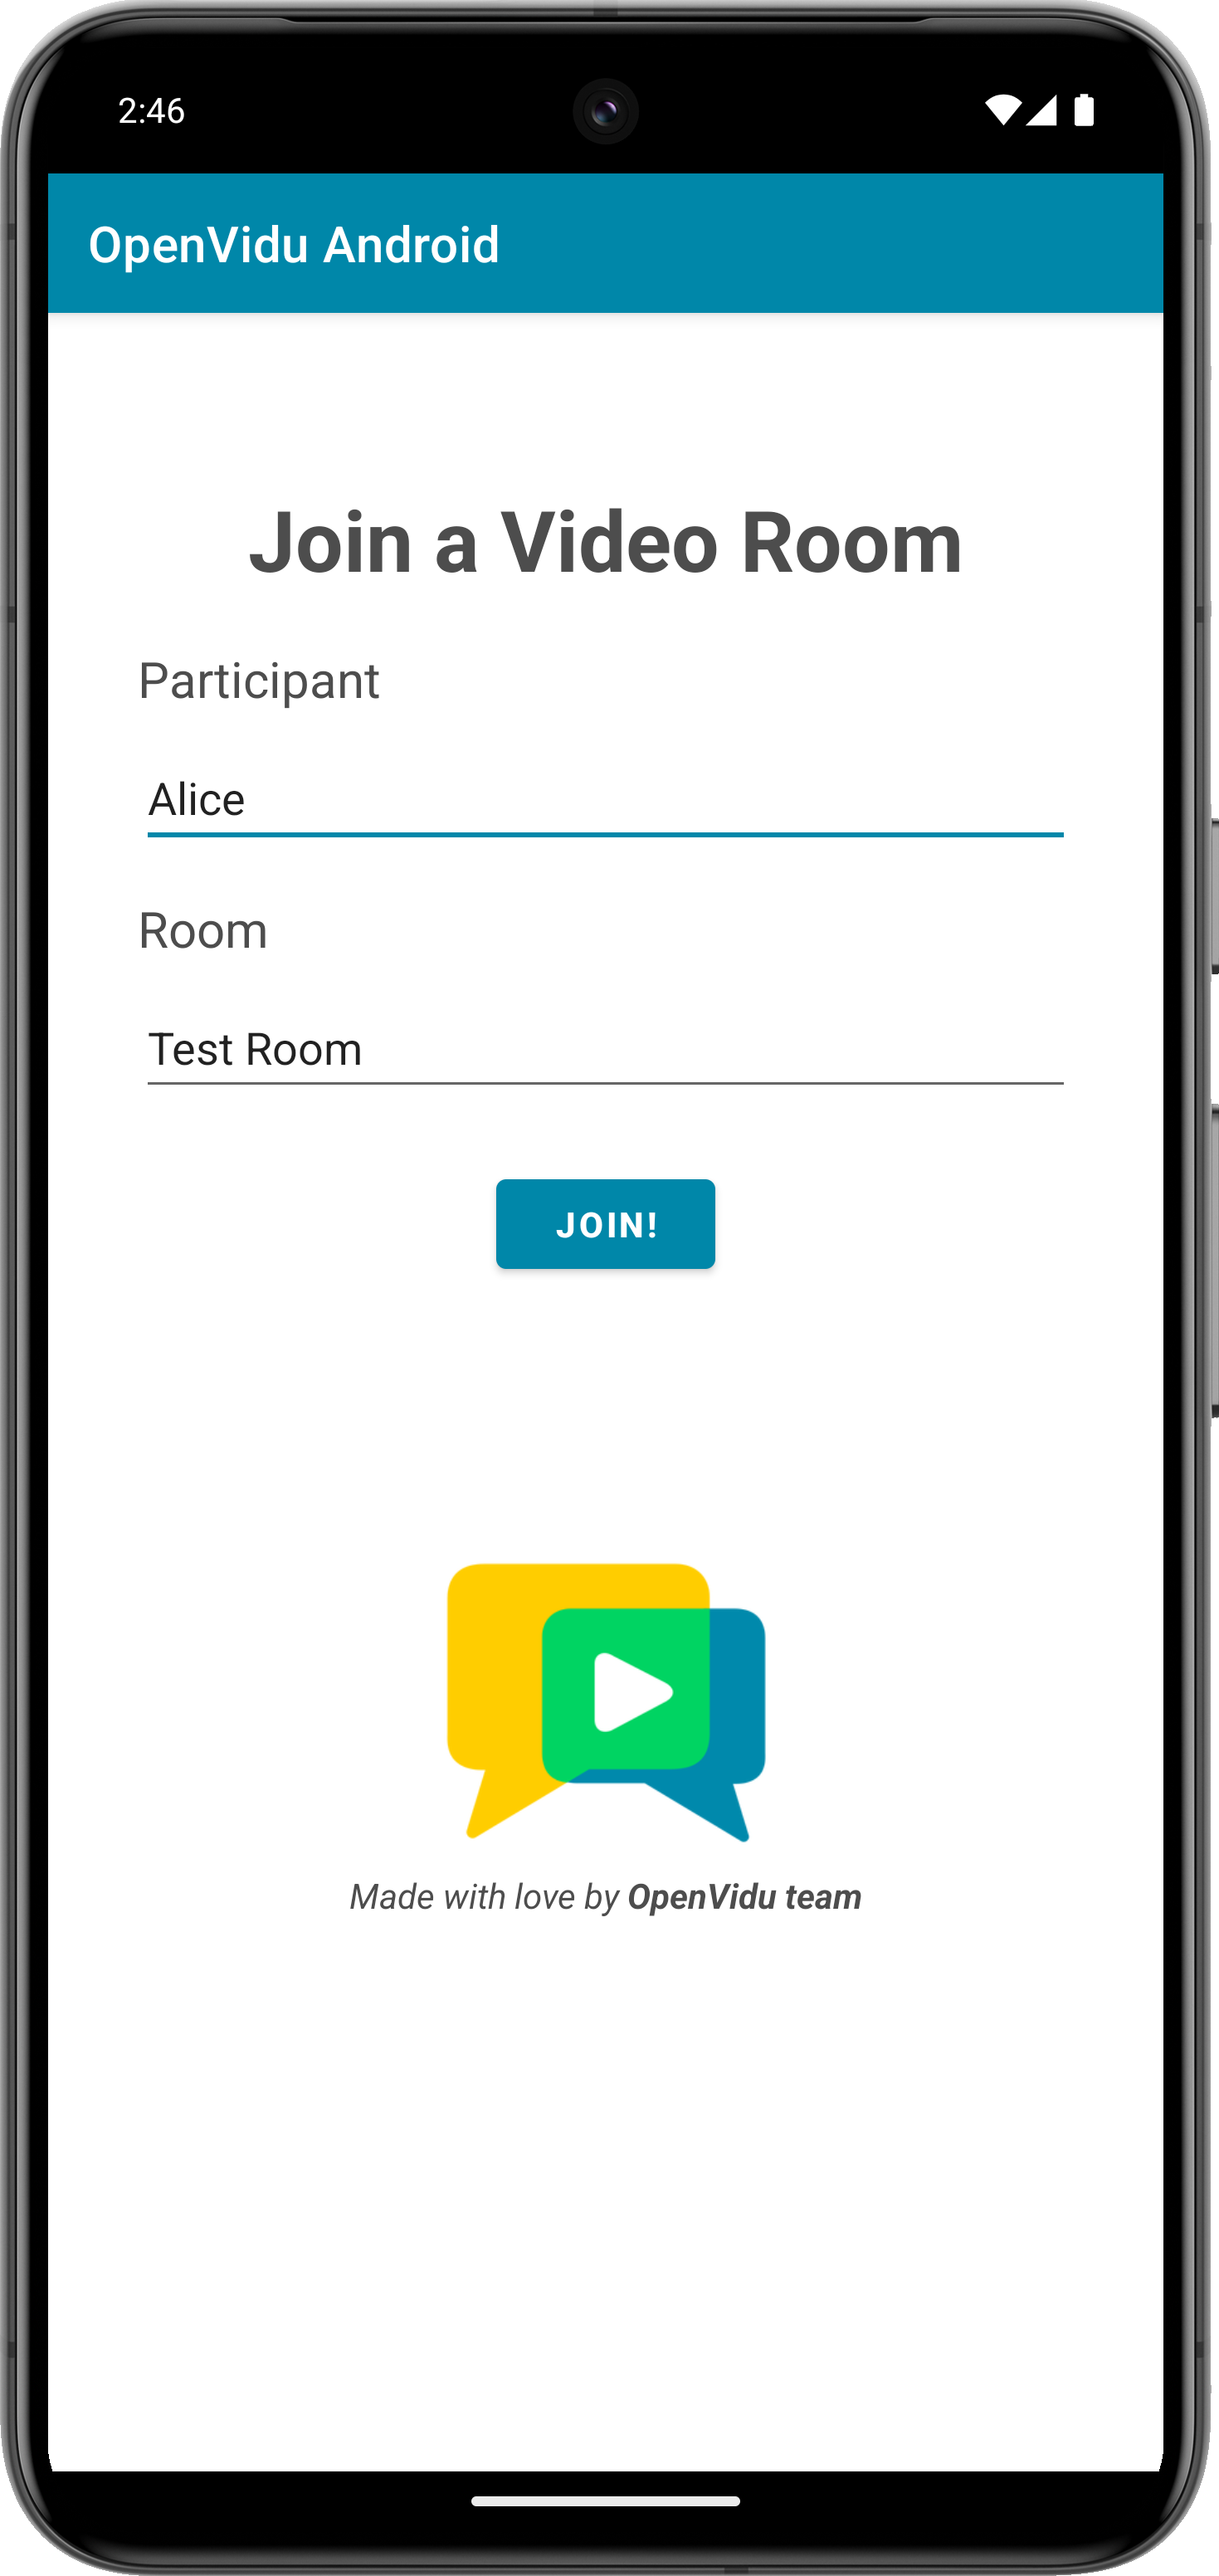 2:46
OpenVidu Android
Join a Video Room
Participant
Alice
Room
Test Room
JOIN!
Made with love by OpenVidu team